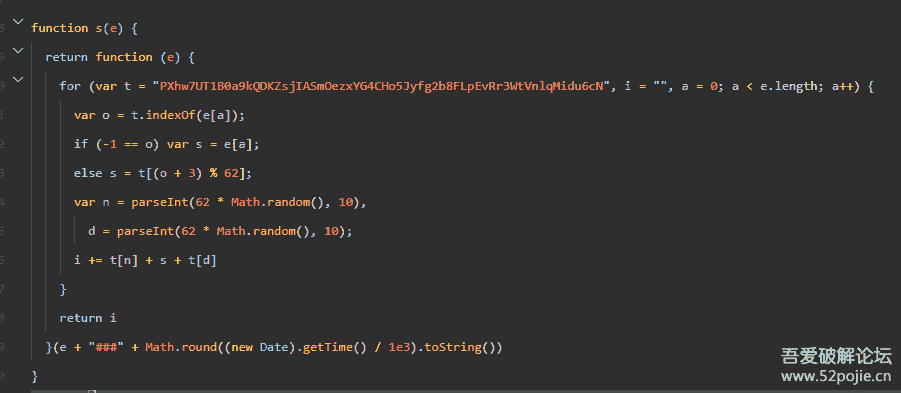 function s(e) {
return function (e) {
for (var t = "PXhw7UT1B0a9kQDKZsjIASmOezxYG4CHo5Jyfg2b8FLpEvRr3WtVnlqMidu6cN", i = "", a = 0; a < e.length; a++) {
var o = t.indexOf(e[a]);
if (-1 == o) var s = e[a];
else s = t[(o + 3) % 62];
var n = parseInt(62 * Math.random(), 10),
d = parseInt(62 * Math.random(), 10);
i += t[n] + s + t[d]
}
return i
}(e + "###" + Math.round((new Date).getTime() / 1e3).toString())
}
吾爱破解论坛
www.52pojie.cn